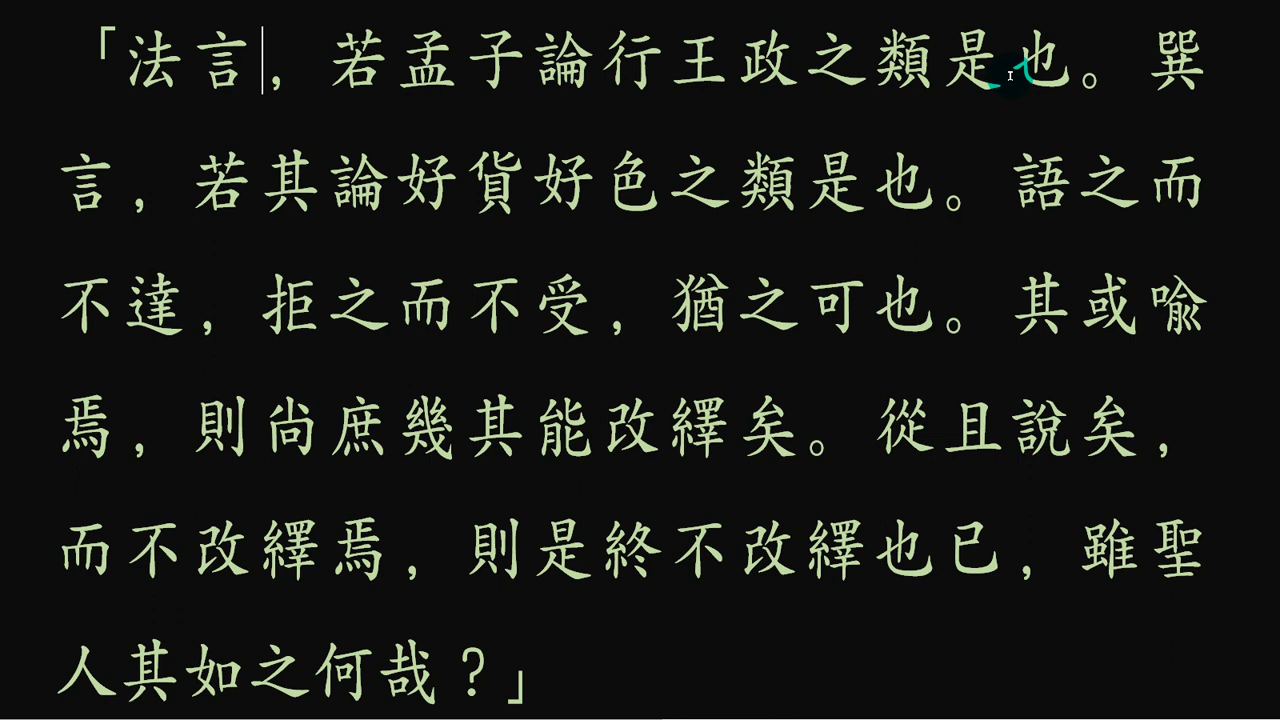 「法言，若孟子論行王政之類是也。巽
言，若其論好貨好色之類是也。語之而
不達，拒之而不受，猶之可也。其或喻
焉，則尚庶幾其能改繹矣。從且說矣，
而不改繹焉，則是終不改繹也已，雖聖
人其如之何哉？」